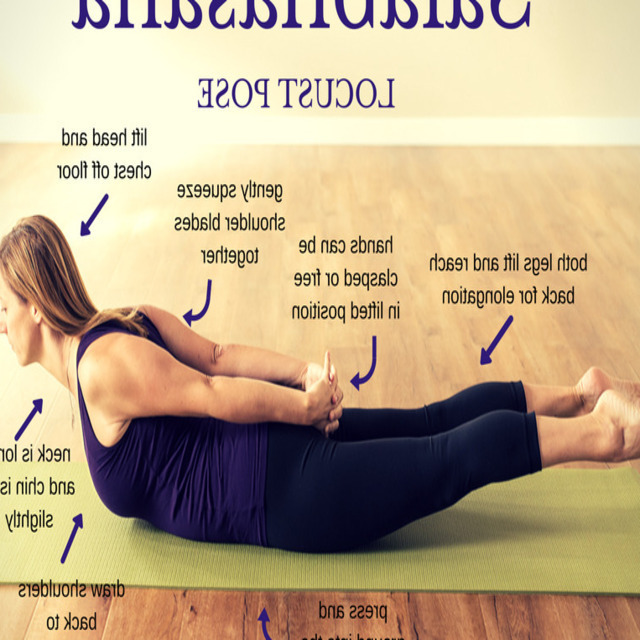 Salabhasana
LOCUST POSE
lift head and
chest off floor
gently squeeze
shoulder blades
together
hands can be
clasped or free
in lifted position
both legs lift and reach
back for elongation
neck is
and chin is
slightly
draw shoulders
back to
press and